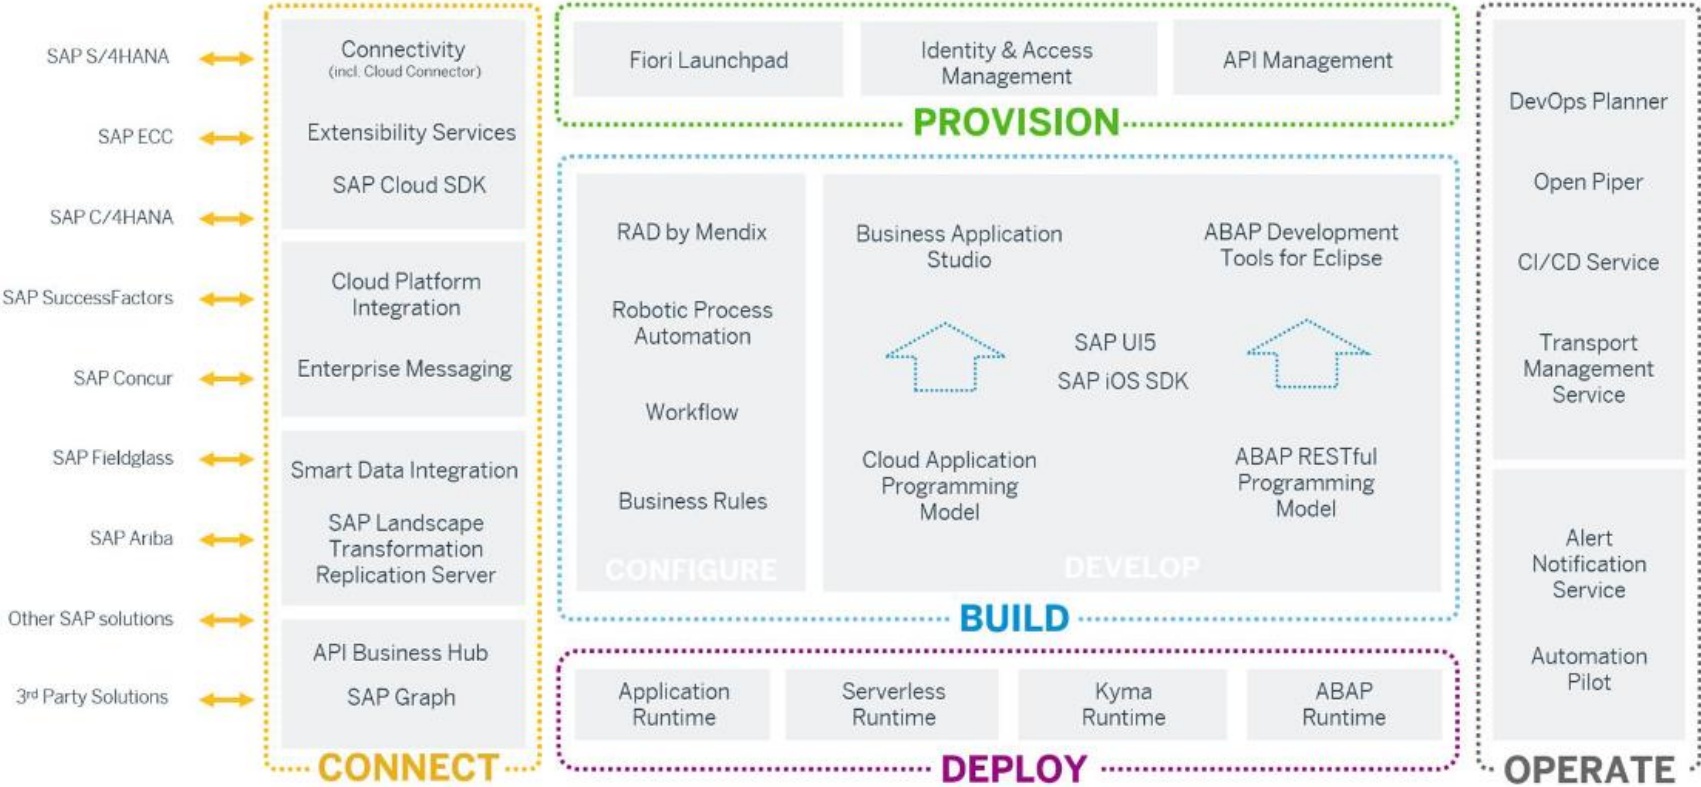 SAP S/4HANA
SAP ECC
SAP C/4HANA
SAP SuccessFactors
SAP Concur
SAP Fieldglass
SAP Ariba
Other SAP solutions
3rd Party Solutions
Connectivity
(incl. Cloud Connector)
Extensibility Services
SAP Cloud SDK
Cloud Platform
Integration
Enterprise Messaging
Smart Data Integration
SAP Landscape
Transformation
Replication Server
API Business Hub
SAP Graph
CONNECT
Fiori Launchpad
Identity & Access
Management
API Management
PROVISION
RAD by Mendix
Robotic Process
Automation
Workflow
Business Rules
CONFIGURE
Business Application
Studio
ABAP Development
Tools for Eclipse
SAP UI5
SAP iOS SDK
Cloud Application
Programming
Model
ABAP RESTful
Programming
Model
DEVELOP
BUILD
Application
Runtime
Serverless
Runtime
Kyma
Runtime
ABAP
Runtime
DEPLOY
DevOps Planner
Open Piper
CI/CD Service
Transport
Management
Service
Alert
Notification
Service
Automation
Pilot
OPERATE